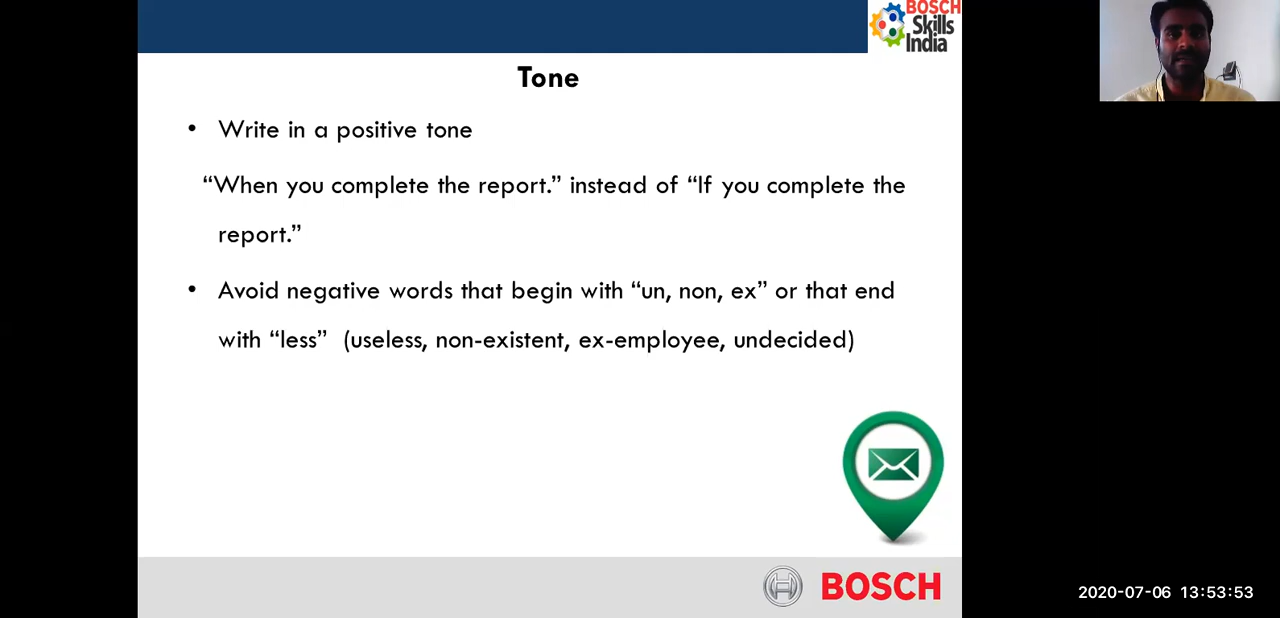 BOSCH
Skills
India
Tone
• Write in a positive tone
“When you complete the report.” instead of “If you complete the
report.”
• Avoid negative words that begin with “un, non, ex” or that end
with “less” (useless, non-existent, ex-employee, undecided)
BOSCH
2020-07-06 13:53:53